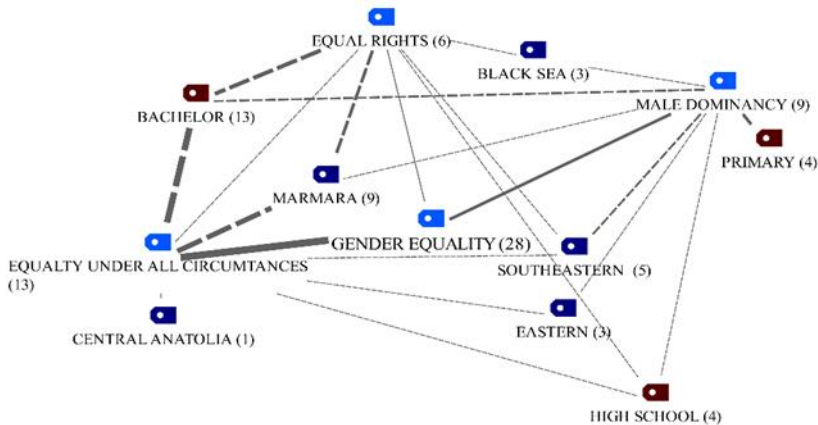 EQUAL RIGHTS (6)
BLACK SEA (3)
MALE DOMINANCY (9)
BACHELOR (13)
PRIMARY (4)
MARMARA (9)
GENDER EQUALITY (28)
EQUALTY UNDER ALL CIRCUMTANCES
(13)
SOUTHEASTERN (5)
CENTRAL ANATOLIA (1)
EASTERN (3)
HIGH SCHOOL (4)